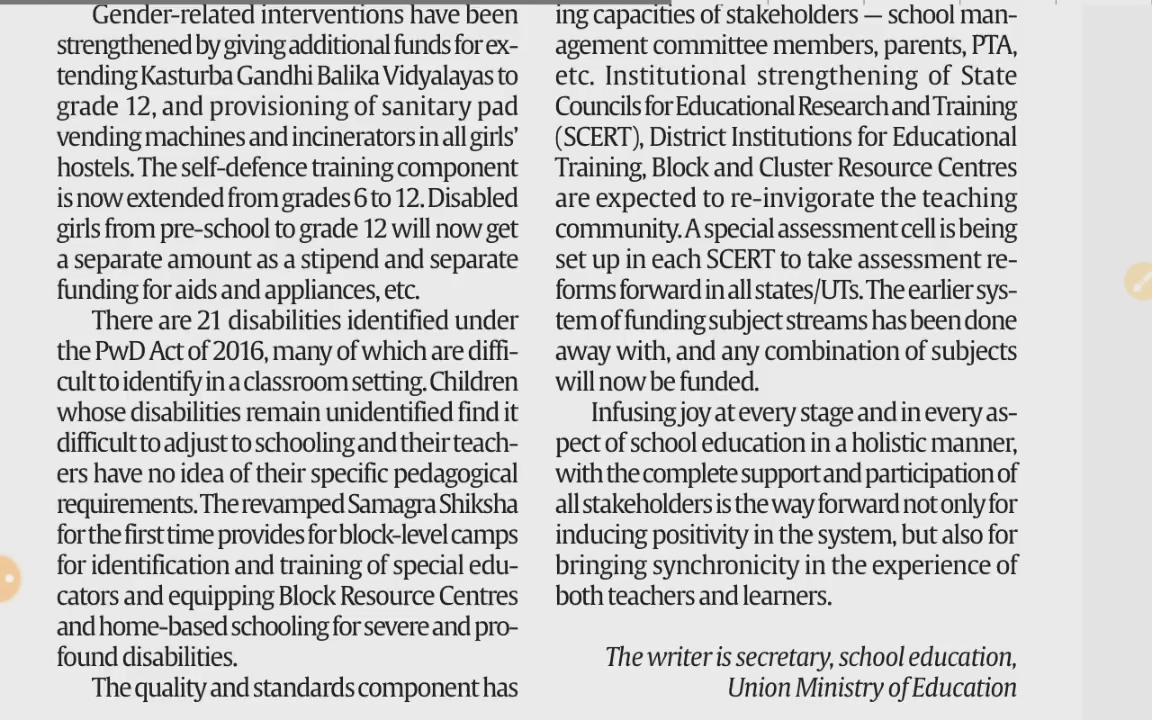 Gender-related interventions have been
strengthened by giving additional funds for ex-
tending Kasturba Gandhi Balika Vidyalayas to
grade 12, and provisioning of sanitary pad
vending machines and incinerators in all girls'
hostels. The self-defence training component
is now extended from grades 6 to 12. Disabled
girls from pre-school to grade 12 will now get
a separate amount as a stipend and separate
funding for aids and appliances, etc.
There are 21 disabilities identified under
the PwD Act of 2016, many of which are diffi-
cult to identify in a classroom setting. Children
whose disabilities remain unidentified find it
difficult to adjust to schooling and their teach-
ers have no idea of their specific pedagogical
requirements. The revamped Samagra Shiksha
for the first time provides for block-level camps
for identification and training of special edu-
cators and equipping Block Resource Centres
and home-based schooling for severe and pro-
found disabilities.
The quality and standards component has
ing capacities of stakeholders — school man-
agement committee members, parents, PTA,
etc. Institutional strengthening of State
Councils for Educational Research and Training
(SCERT), District Institutions for Educational
Training, Block and Cluster Resource Centres
are expected to re-invigorate the teaching
community. A special assessment cell is being
set up in each SCERT to take assessment re-
forms forward in all states/UTs. The earlier sys-
tem of funding subject streams has been done
away with, and any combination of subjects
will now be funded.
Infusing joy at every stage and in every as-
pect of school education in a holistic manner,
with the complete support and participation of
all stakeholders is the way forward not only for
inducing positivity in the system, but also for
bringing synchronicity in the experience of
both teachers and learners.
The writer is secretary, school education,
Union Ministry of Education